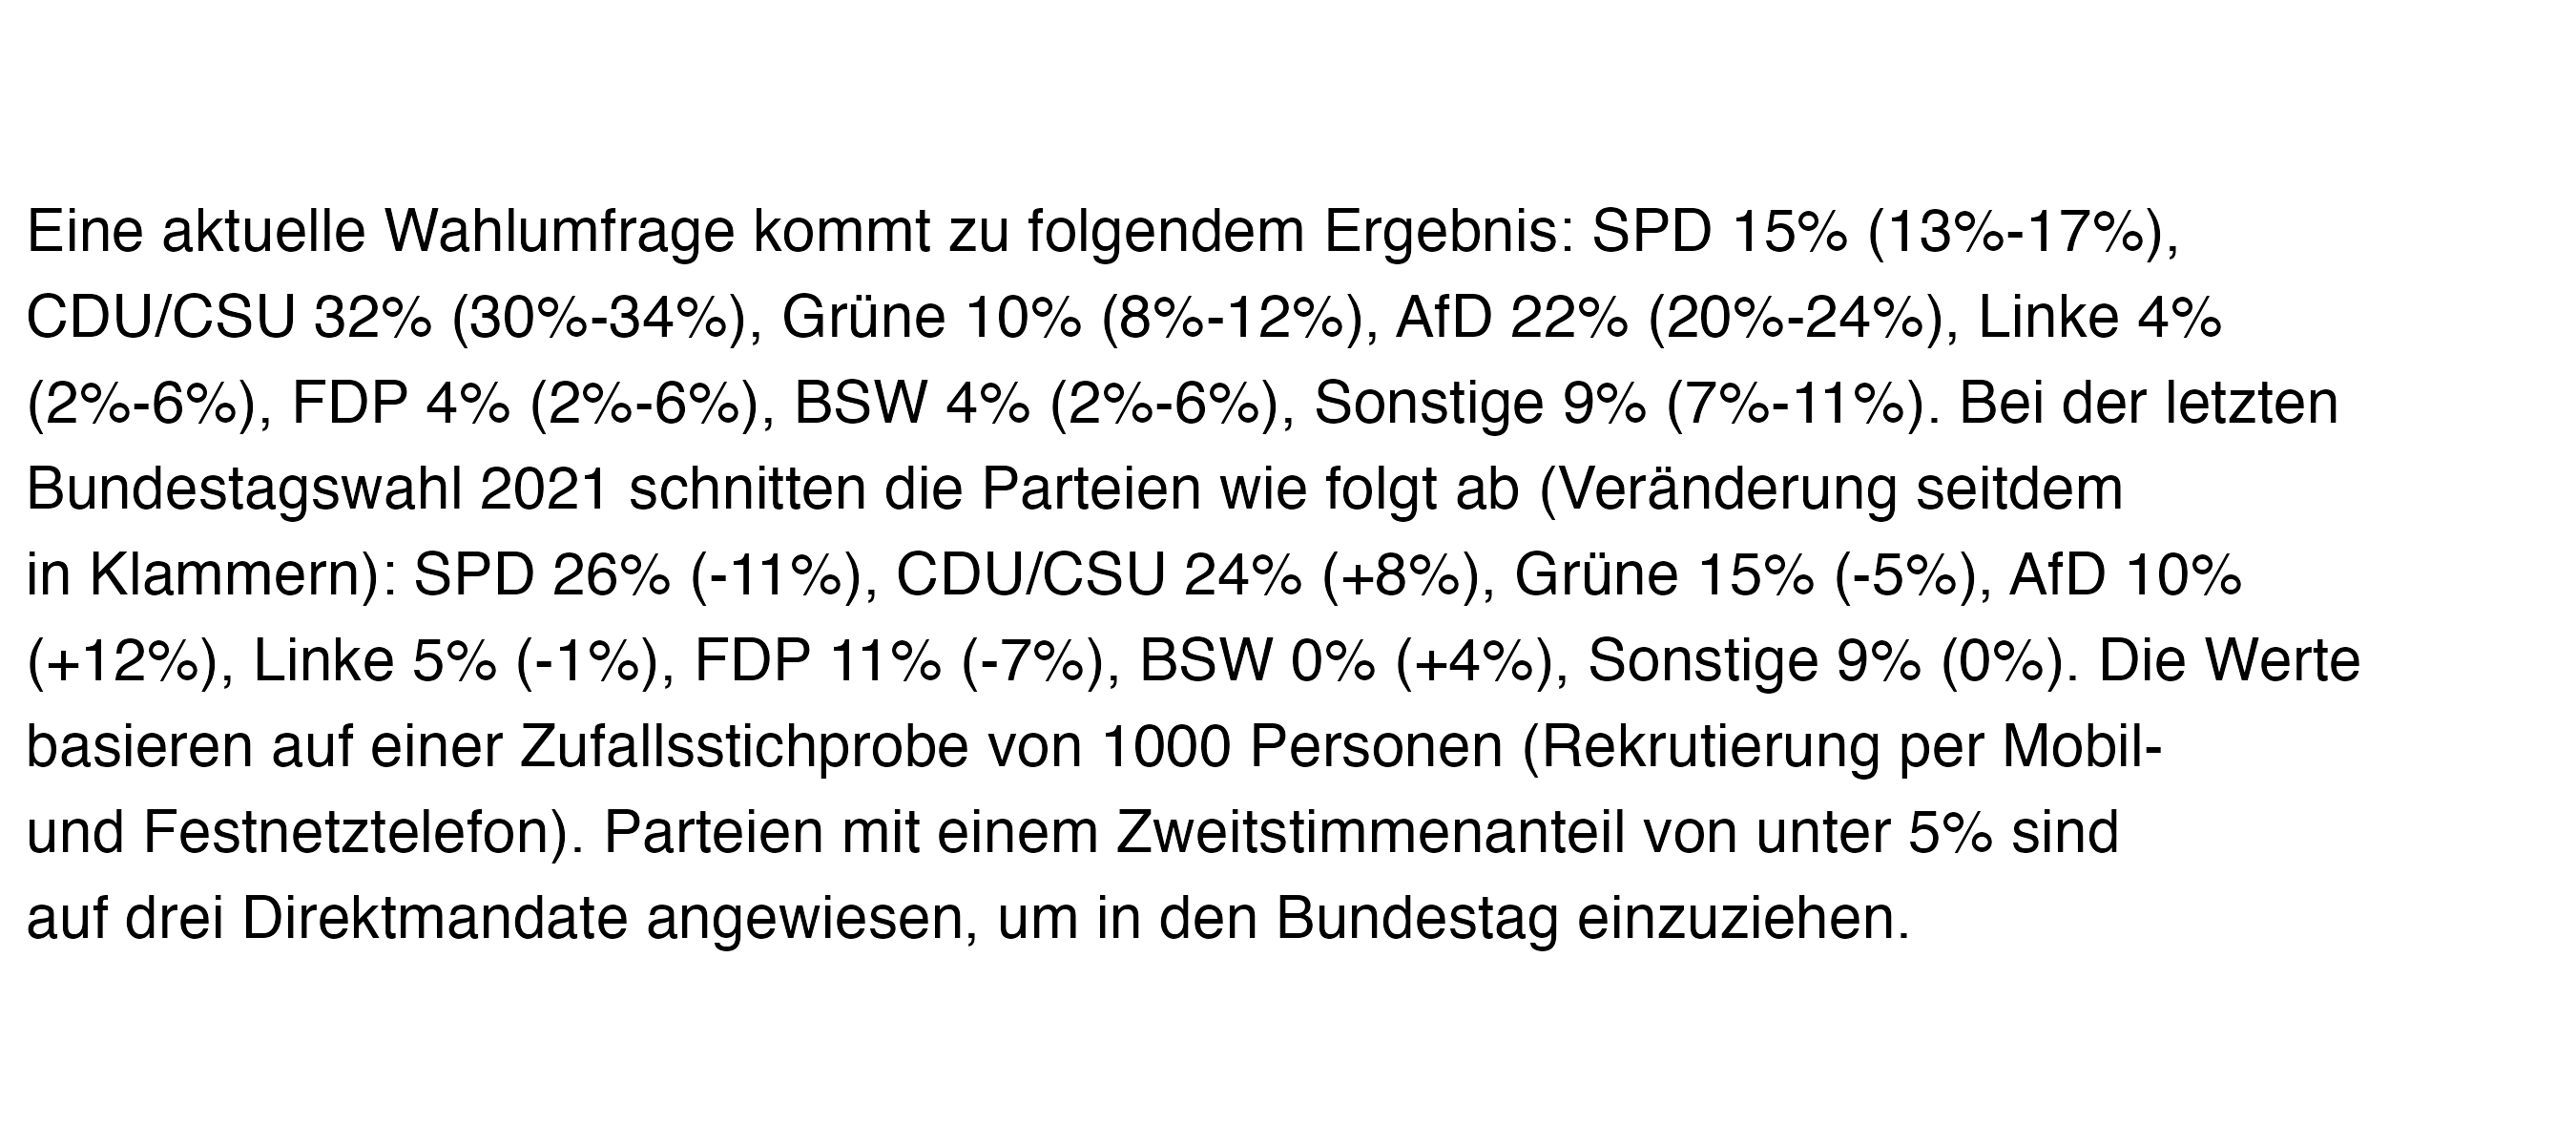 Eine aktuelle Wahlumfrage kommt zu folgendem Ergebnis: SPD 15% (13%-17%),
CDU/CSU 32% (30%-34%), Grüne 10% (8%-12%), AfD 22% (20%-24%), Linke 4%
(2%-6%), FDP 4% (2%-6%), BSW 4% (2%-6%), Sonstige 9% (7%-11%). Bei der letzten
Bundestagswahl 2021 schnitten die Parteien wie folgt ab (Veränderung seitdem
in Klammern): SPD 26% (-11%), CDU/CSU 24% (+8%), Grüne 15% (-5%), AfD 10%
(+12%), Linke 5% (-1%), FDP 11% (-7%), BSW 0% (+4%), Sonstige 9% (0%). Die Werte
basieren auf einer Zufallsstichprobe von 1000 Personen (Rekrutierung per Mobil-
und Festnetztelefon). Parteien mit einem Zweitstimmenanteil von unter 5% sind
auf drei Direktmandate angewiesen, um in den Bundestag einzuziehen.